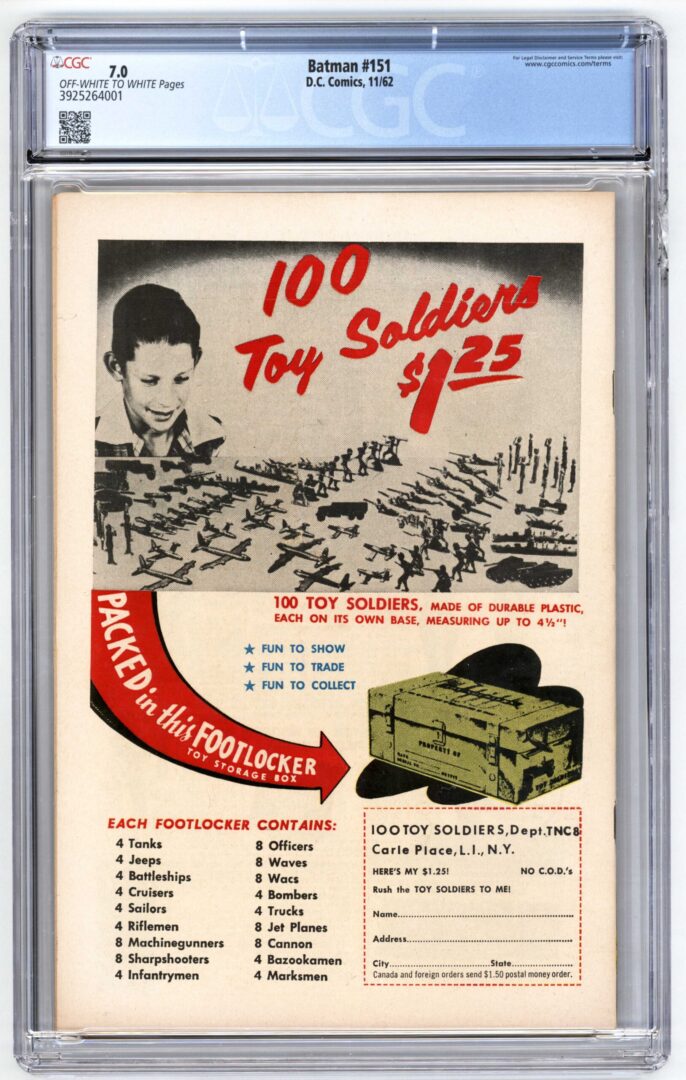 CGC
7.0
OFF-WHITE TO WHITE Pages
3925264001
Batman #151
D.C. Comics, 11/62
For Legal Disclaimer and Service Terms please visit:
www.cgccomics.com/terms
CGC
100
Toy Soldiers
$1.25
100 TOY SOLDIERS, MADE OF DURABLE PLASTIC,
EACH ON ITS OWN BASE, MEASURING UP TO 4½"!
★ FUN TO SHOW
★ FUN TO TRADE
★ FUN TO COLLECT
PACKED in this FOOTLOCKER
TOY STORAGE BOX
PROPERTY OF
EACH FOOTLOCKER CONTAINS:
4 Tanks
4 Jeeps
4 Battleships
4 Cruisers
4 Sailors
4 Riflemen
8 Machinegunners
8 Sharpshooters
4 Infantrymen
8 Officers
8 Waves
8 Wacs
4 Bombers
4 Trucks
8 Jet Planes
8 Cannon
4 Bazookamen
4 Marksmen
100 TOY SOLDIERS, Dept. TNC8
Carle Place, L.I., N.Y.
HERE'S MY $1.25! NO C.O.D.'s
Rush the TOY SOLDIERS TO ME!
Name
Address
City State
Canada and foreign orders send $1.50 postal money order.